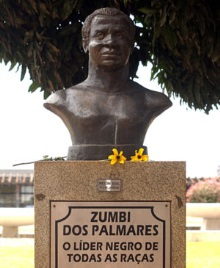 ZUMBI
DOS PALMARES
O LÍDER NEGRO DE
TODAS AS RAÇAS